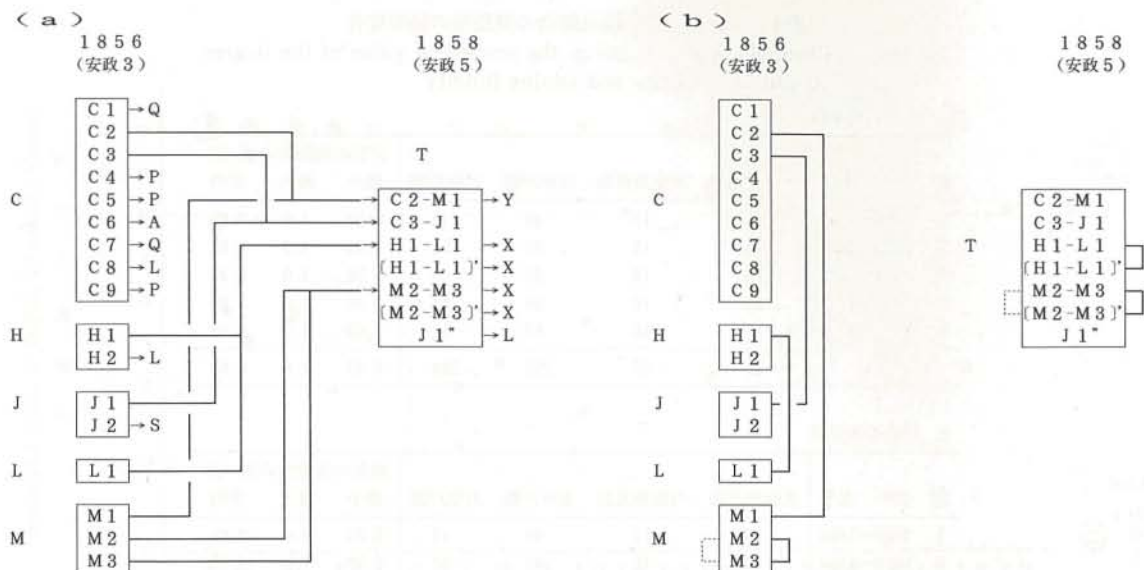 (a)
1856
(安政3)
1858
(安政5)
C
C1→Q
C2
C3
C4→P
C5→P
C6→A
C7→Q
C8→L
C9→P
H
H1
H2→L
J
J1
J2→S
L
L1
M
M1
M2
M3
T
C2-M1→Y
C3-J1
H1-L1→X
[H1-L1]'→X
M2-M3→X
[M2-M3]'→X
J1"→L
(b)
1856
(安政3)
1858
(安政5)
C
C1
C2
C3
C4
C5
C6
C7
C8
C9
H
H1
H2
J
J1
J2
L
L1
M
M1
M2
M3
T
C2-M1
C3-J1
H1-L1
[H1-L1]'
M2-M3
[M2-M3]'
J1"